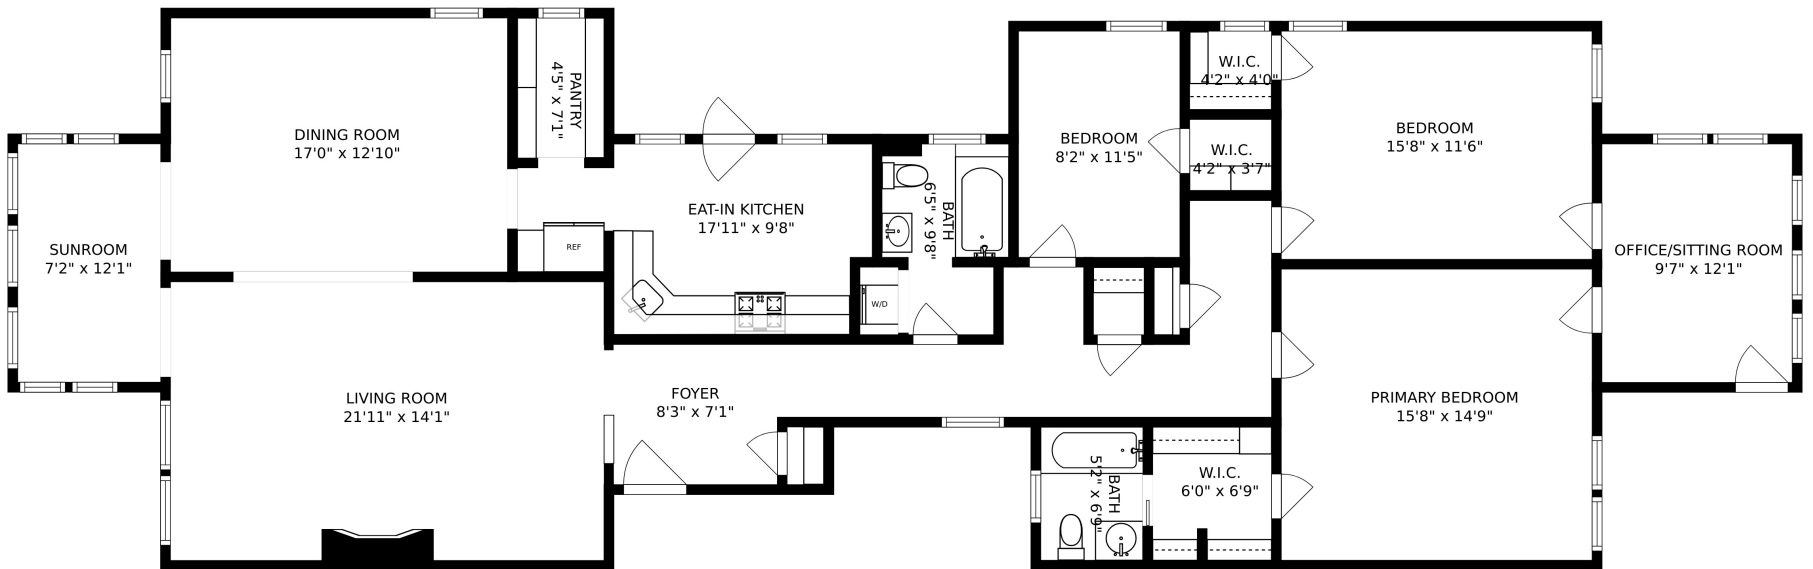 DINING ROOM
17'0" x 12'10"
PANTRY
4'5" x 7'1"
SUNROOM
7'2" x 12'1"
EAT-IN KITCHEN
17'11" x 9'8"
REF
BATH
6'5" x 9'8"
W/D
BEDROOM
8'2" x 11'5"
W.I.C.
4'2" x 4'0"
W.I.C.
4'2" x 3'7"
BEDROOM
15'8" x 11'6"
OFFICE/SITTING ROOM
9'7" x 12'1"
LIVING ROOM
21'11" x 14'1"
FOYER
8'3" x 7'1"
PRIMARY BEDROOM
15'8" x 14'9"
W.I.C.
6'0" x 6'9"
BATH
5'2" x 6'9"